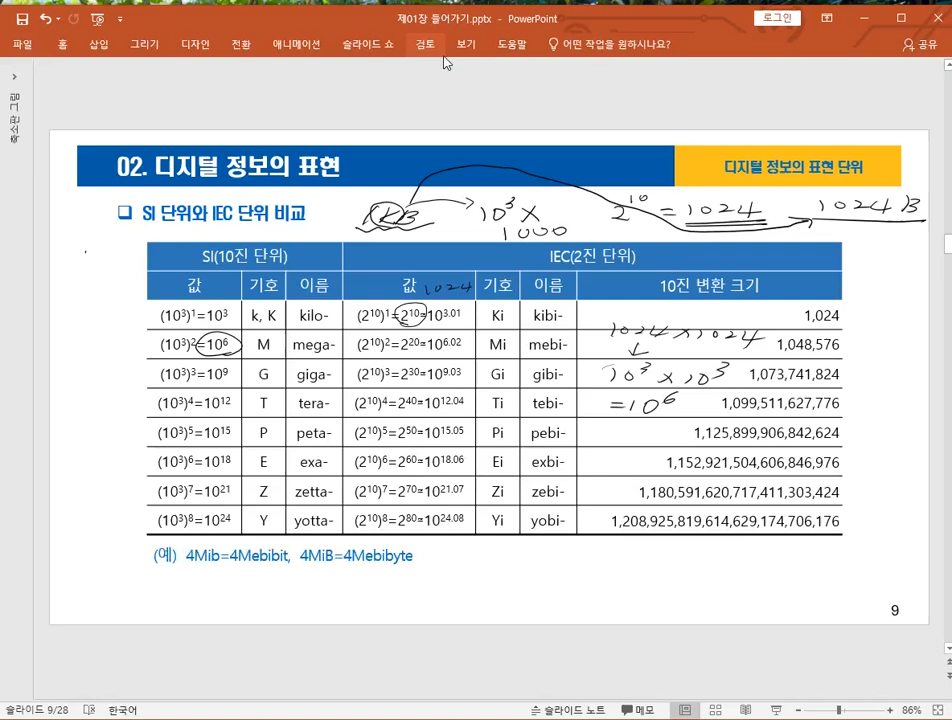 제01장 들어가기.pptx - PowerPoint
로그인
파일 홈 삽입 그리기 디자인 전환 애니메이션 슬라이드 쇼 검토 보기 도움말 어떤 작업을 원하시나요? 공유
축소판 그림
02. 디지털 정보의 표현 디지털 정보의 표현 단위
SI 단위와 IEC 단위 비교 KB 10³ X 2¹⁰ = 1024 1024 B
1000
SI(10진 단위) IEC(2진 단위)
값 기호 이름 값 1024 기호 이름 10진 변환 크기
(10³)¹=10³ k, K kilo- (2¹⁰)¹=2¹⁰=10³·⁰¹ Ki kibi- 1,024
1024 x 1024
(10³)²=10⁶ M mega- (2¹⁰)²=2²⁰=10⁶·⁰² Mi mebi- 1,048,576
(10³)³=10⁹ G giga- (2¹⁰)³=2³⁰=10⁹·⁰³ Gi gibi- 10³ x 10³ 1,073,741,824
(10³)⁴=10¹² T tera- (2¹⁰)⁴=2⁴⁰=10¹²·⁰⁴ Ti tebi- =10⁶ 1,099,511,627,776
(10³)⁵=10¹⁵ P peta- (2¹⁰)⁵=2⁵⁰=10¹⁵·⁰⁵ Pi pebi- 1,125,899,906,842,624
(10³)⁶=10¹⁸ E exa- (2¹⁰)⁶=2⁶⁰=10¹⁸·⁰⁶ Ei exbi- 1,152,921,504,606,846,976
(10³)⁷=10²¹ Z zetta- (2¹⁰)⁷=2⁷⁰=10²¹·⁰⁷ Zi zebi- 1,180,591,620,717,411,303,424
(10³)⁸=10²⁴ Y yotta- (2¹⁰)⁸=2⁸⁰=10²⁴·⁰⁸ Yi yobi- 1,208,925,819,614,629,174,706,176
(예) 4Mib=4Mebibit, 4MiB=4Mebibyte
9
슬라이드 9/28 한국어 슬라이드 노트 메모 86%